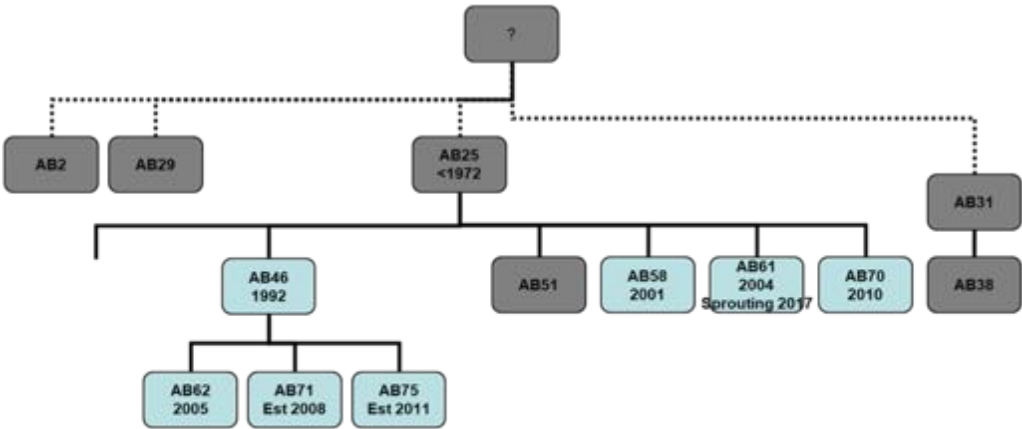 ?
AB2
AB29
AB25
<1972
AB31
AB46
1992
AB51
AB58
2001
AB61
2004
Sprouting 2017
AB70
2010
AB38
AB62
2005
AB71
Est 2008
AB75
Est 2011